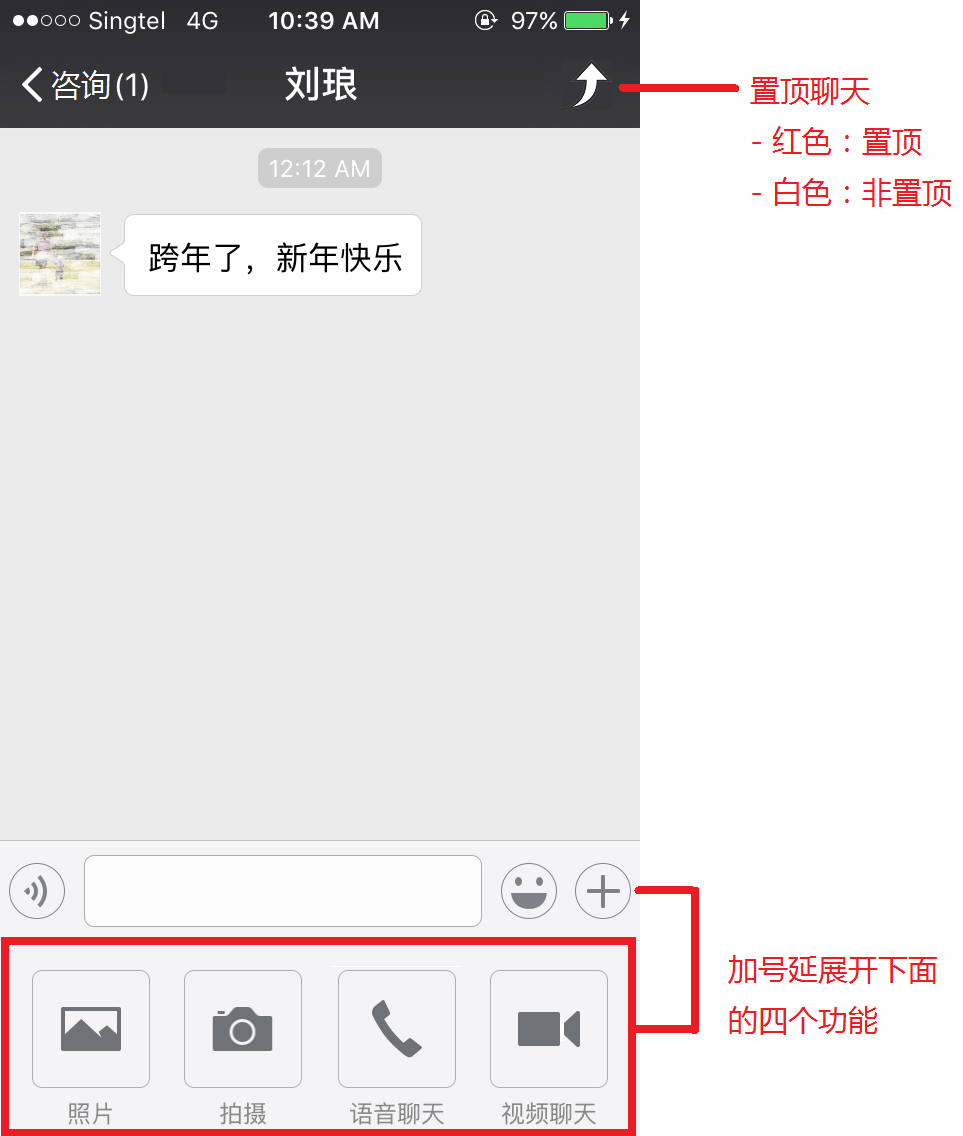 Singtel 4G 10:39 AM 97%
咨询(1) 刘琅
置顶聊天
- 红色：置顶
- 白色：非置顶
12:12 AM
跨年了，新年快乐
加号延展开下面
的四个功能
照片 拍摄 语音聊天 视频聊天